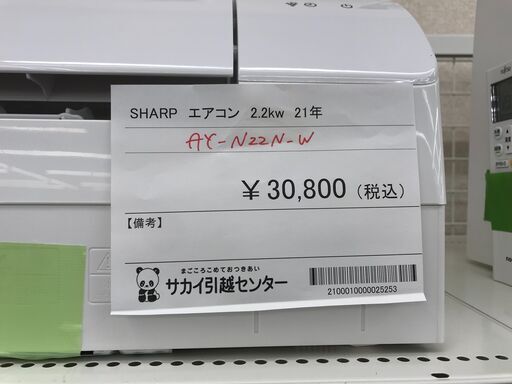 SHARP エアコン 2.2kw 21年
AY-N22N-W
￥30,800（税込）
【備考】
まごころこめておつきあい
サカイ引越センター
2100010000025253